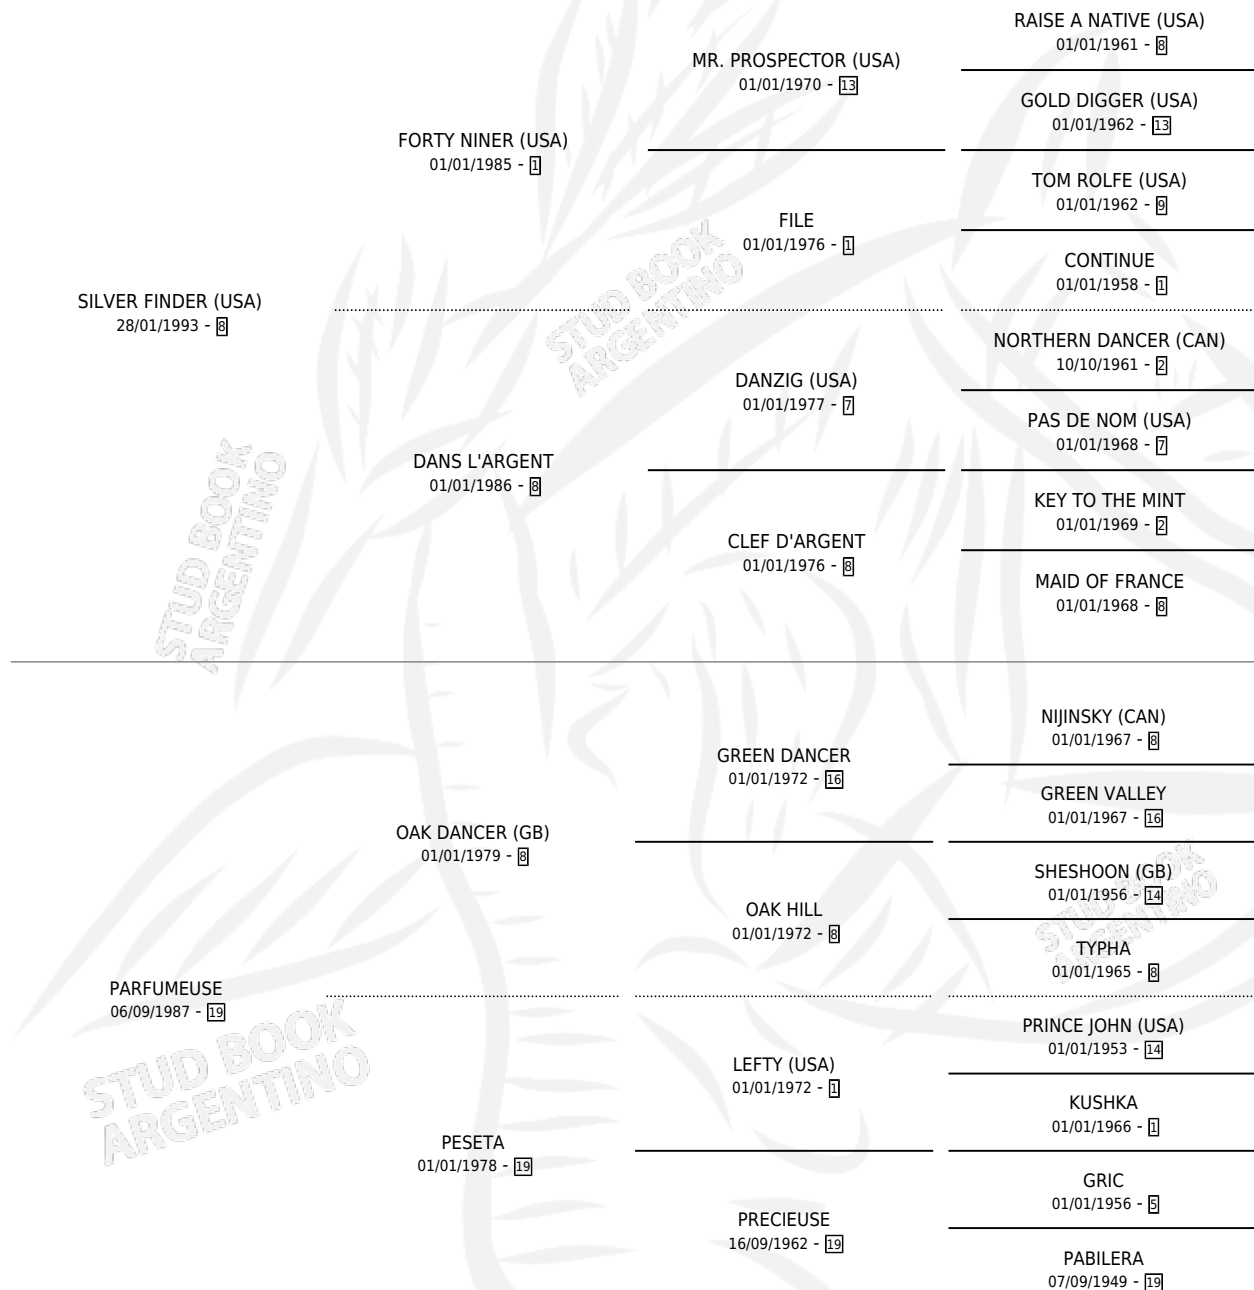 RAISE A NATIVE (USA)
01/01/1961 - 8
MR. PROSPECTOR (USA)
01/01/1970 - 13
GOLD DIGGER (USA)
01/01/1962 - 13
FORTY NINER (USA)
01/01/1985 - 1
TOM ROLFE (USA)
01/01/1962 - 9
FILE
01/01/1976 - 1
CONTINUE
01/01/1958 - 1
SILVER FINDER (USA)
28/01/1993 - 8
STUD BOOK
ARGENTINO
NORTHERN DANCER (CAN)
10/10/1961 - 2
DANZIG (USA)
01/01/1977 - 7
PAS DE NOM (USA)
01/01/1968 - 7
DANS L'ARGENT
01/01/1986 - 8
KEY TO THE MINT
01/01/1969 - 2
CLEF D'ARGENT
01/01/1976 - 8
MAID OF FRANCE
01/01/1968 - 8
STUD BOOK
ARGENTINO
NIJINSKY (CAN)
01/01/1967 - 8
GREEN DANCER
01/01/1972 - 16
GREEN VALLEY
01/01/1967 - 16
OAK DANCER (GB)
01/01/1979 - 8
SHESHOON (GB)
01/01/1956 - 14
OAK HILL
01/01/1972 - 8
TYPHA
01/01/1965 - 8
STUD BOOK
ARGENTINO
PARFUMEUSE
06/09/1987 - 19
PRINCE JOHN (USA)
01/01/1953 - 14
LEFTY (USA)
01/01/1972 - 1
KUSHKA
01/01/1966 - 1
STUD BOOK
ARGENTINO
PESETA
01/01/1978 - 19
GRIC
01/01/1956 - 5
PRECIEUSE
16/09/1962 - 19
PABILERA
07/09/1949 - 19